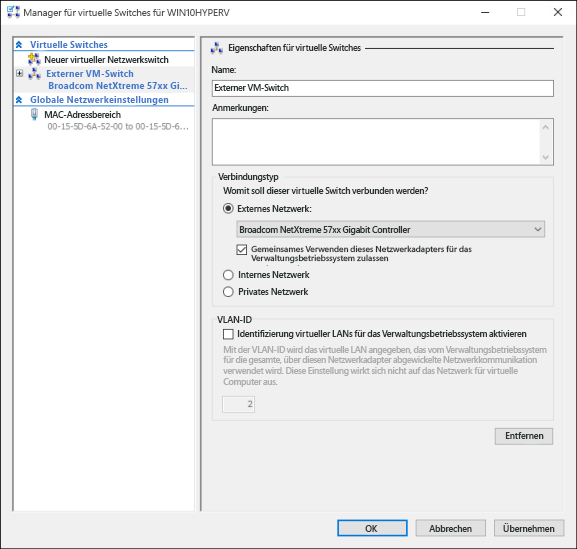 Manager für virtuelle Switches für WIN10HYPERV
Virtuelle Switches
Neuer virtueller Netzwerkswitch
Externer VM-Switch
Broadcom NetXtreme 57xx Gi...
Globale Netzwerkeinstellungen
MAC-Adressbereich
00-15-5D-6A-52-00 to 00-15-5D-6...
Eigenschaften für virtuelle Switches
Name:
Externer VM-Switch
Anmerkungen:
Verbindungstyp
Womit soll dieser virtuelle Switch verbunden werden?
Externes Netzwerk:
Broadcom NetXtreme 57xx Gigabit Controller
Gemeinsames Verwenden dieses Netzwerkadapters für das
Verwaltungsbetriebssystem zulassen
Internes Netzwerk
Privates Netzwerk
VLAN-ID
Identifizierung virtueller LANs für das Verwaltungsbetriebssystem aktivieren
Mit der VLAN-ID wird das virtuelle LAN angegeben, das vom Verwaltungsbetriebssystem
für die gesamte, über diesen Netzwerkadapter abgewickelte Netzwerkkommunikation
verwendet wird. Diese Einstellung wirkt sich nicht auf das Netzwerk für virtuelle
Computer aus.
2
Entfernen
OK
Abbrechen
Übernehmen